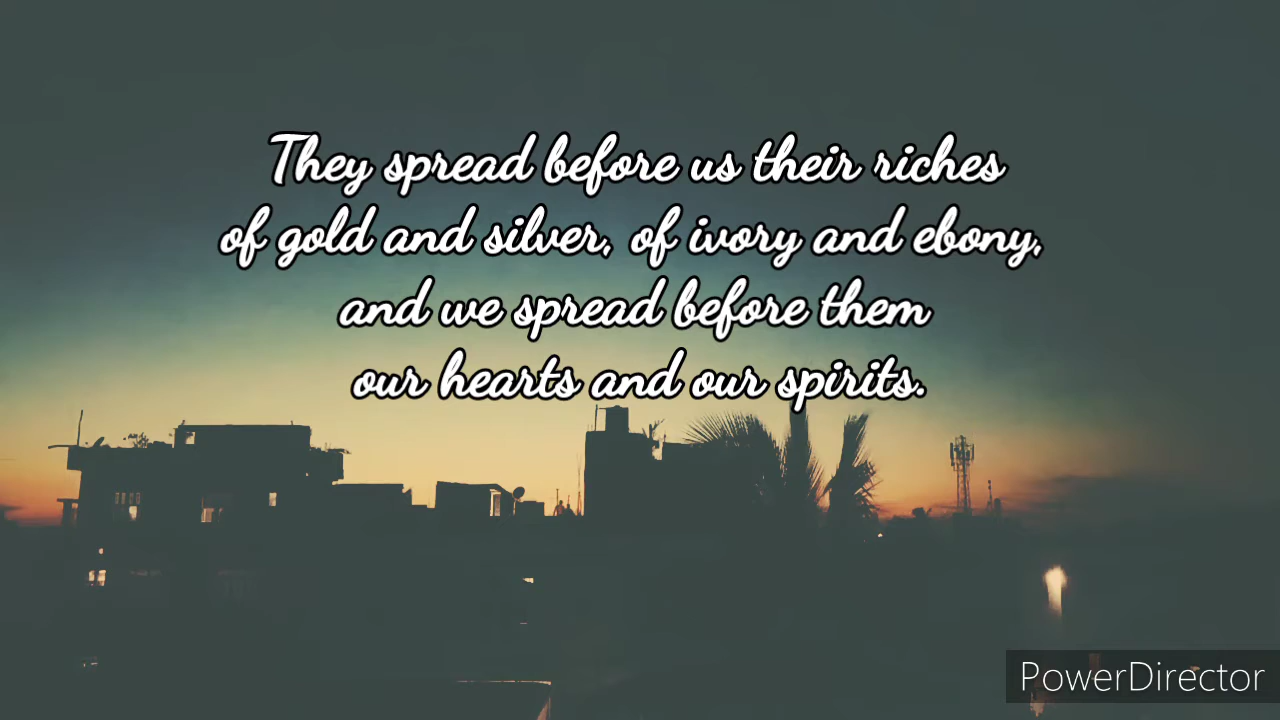 They spread before us their riches
of gold and silver, of ivory and ebony,
and we spread before them
our hearts and our spirits.
PowerDirector